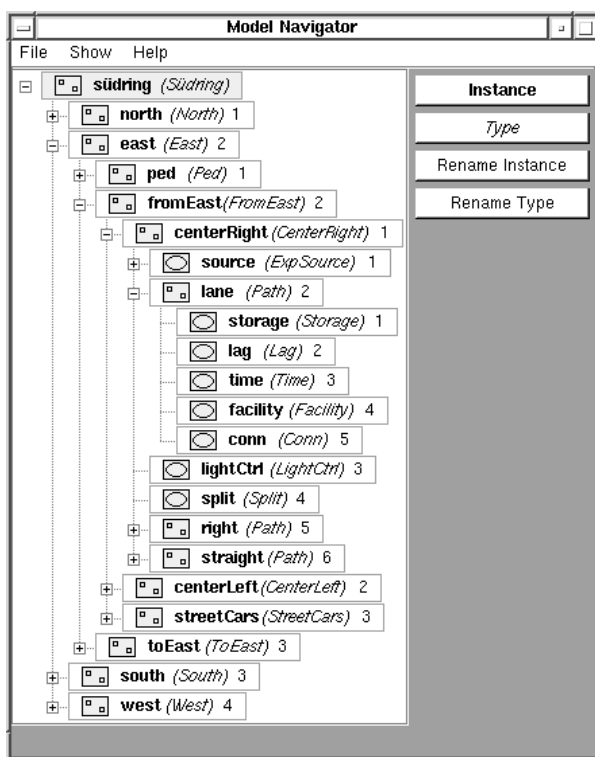 Model Navigator
File Show Help
südring (Südring)
north (North) 1
east (East) 2
ped (Ped) 1
fromEast(FromEast) 2
centerRight(CenterRight) 1
source (ExpSource) 1
lane (Path) 2
storage (Storage) 1
lag (Lag) 2
time (Time) 3
facility (Facility) 4
conn (Conn) 5
lightCtrl (LightCtrl) 3
split (Split) 4
right (Path) 5
straight(Path) 6
centerLeft(CenterLeft) 2
streetCars(StreetCars) 3
toEast (ToEast) 3
south (South) 3
west (West) 4
Instance
Type
Rename Instance
Rename Type